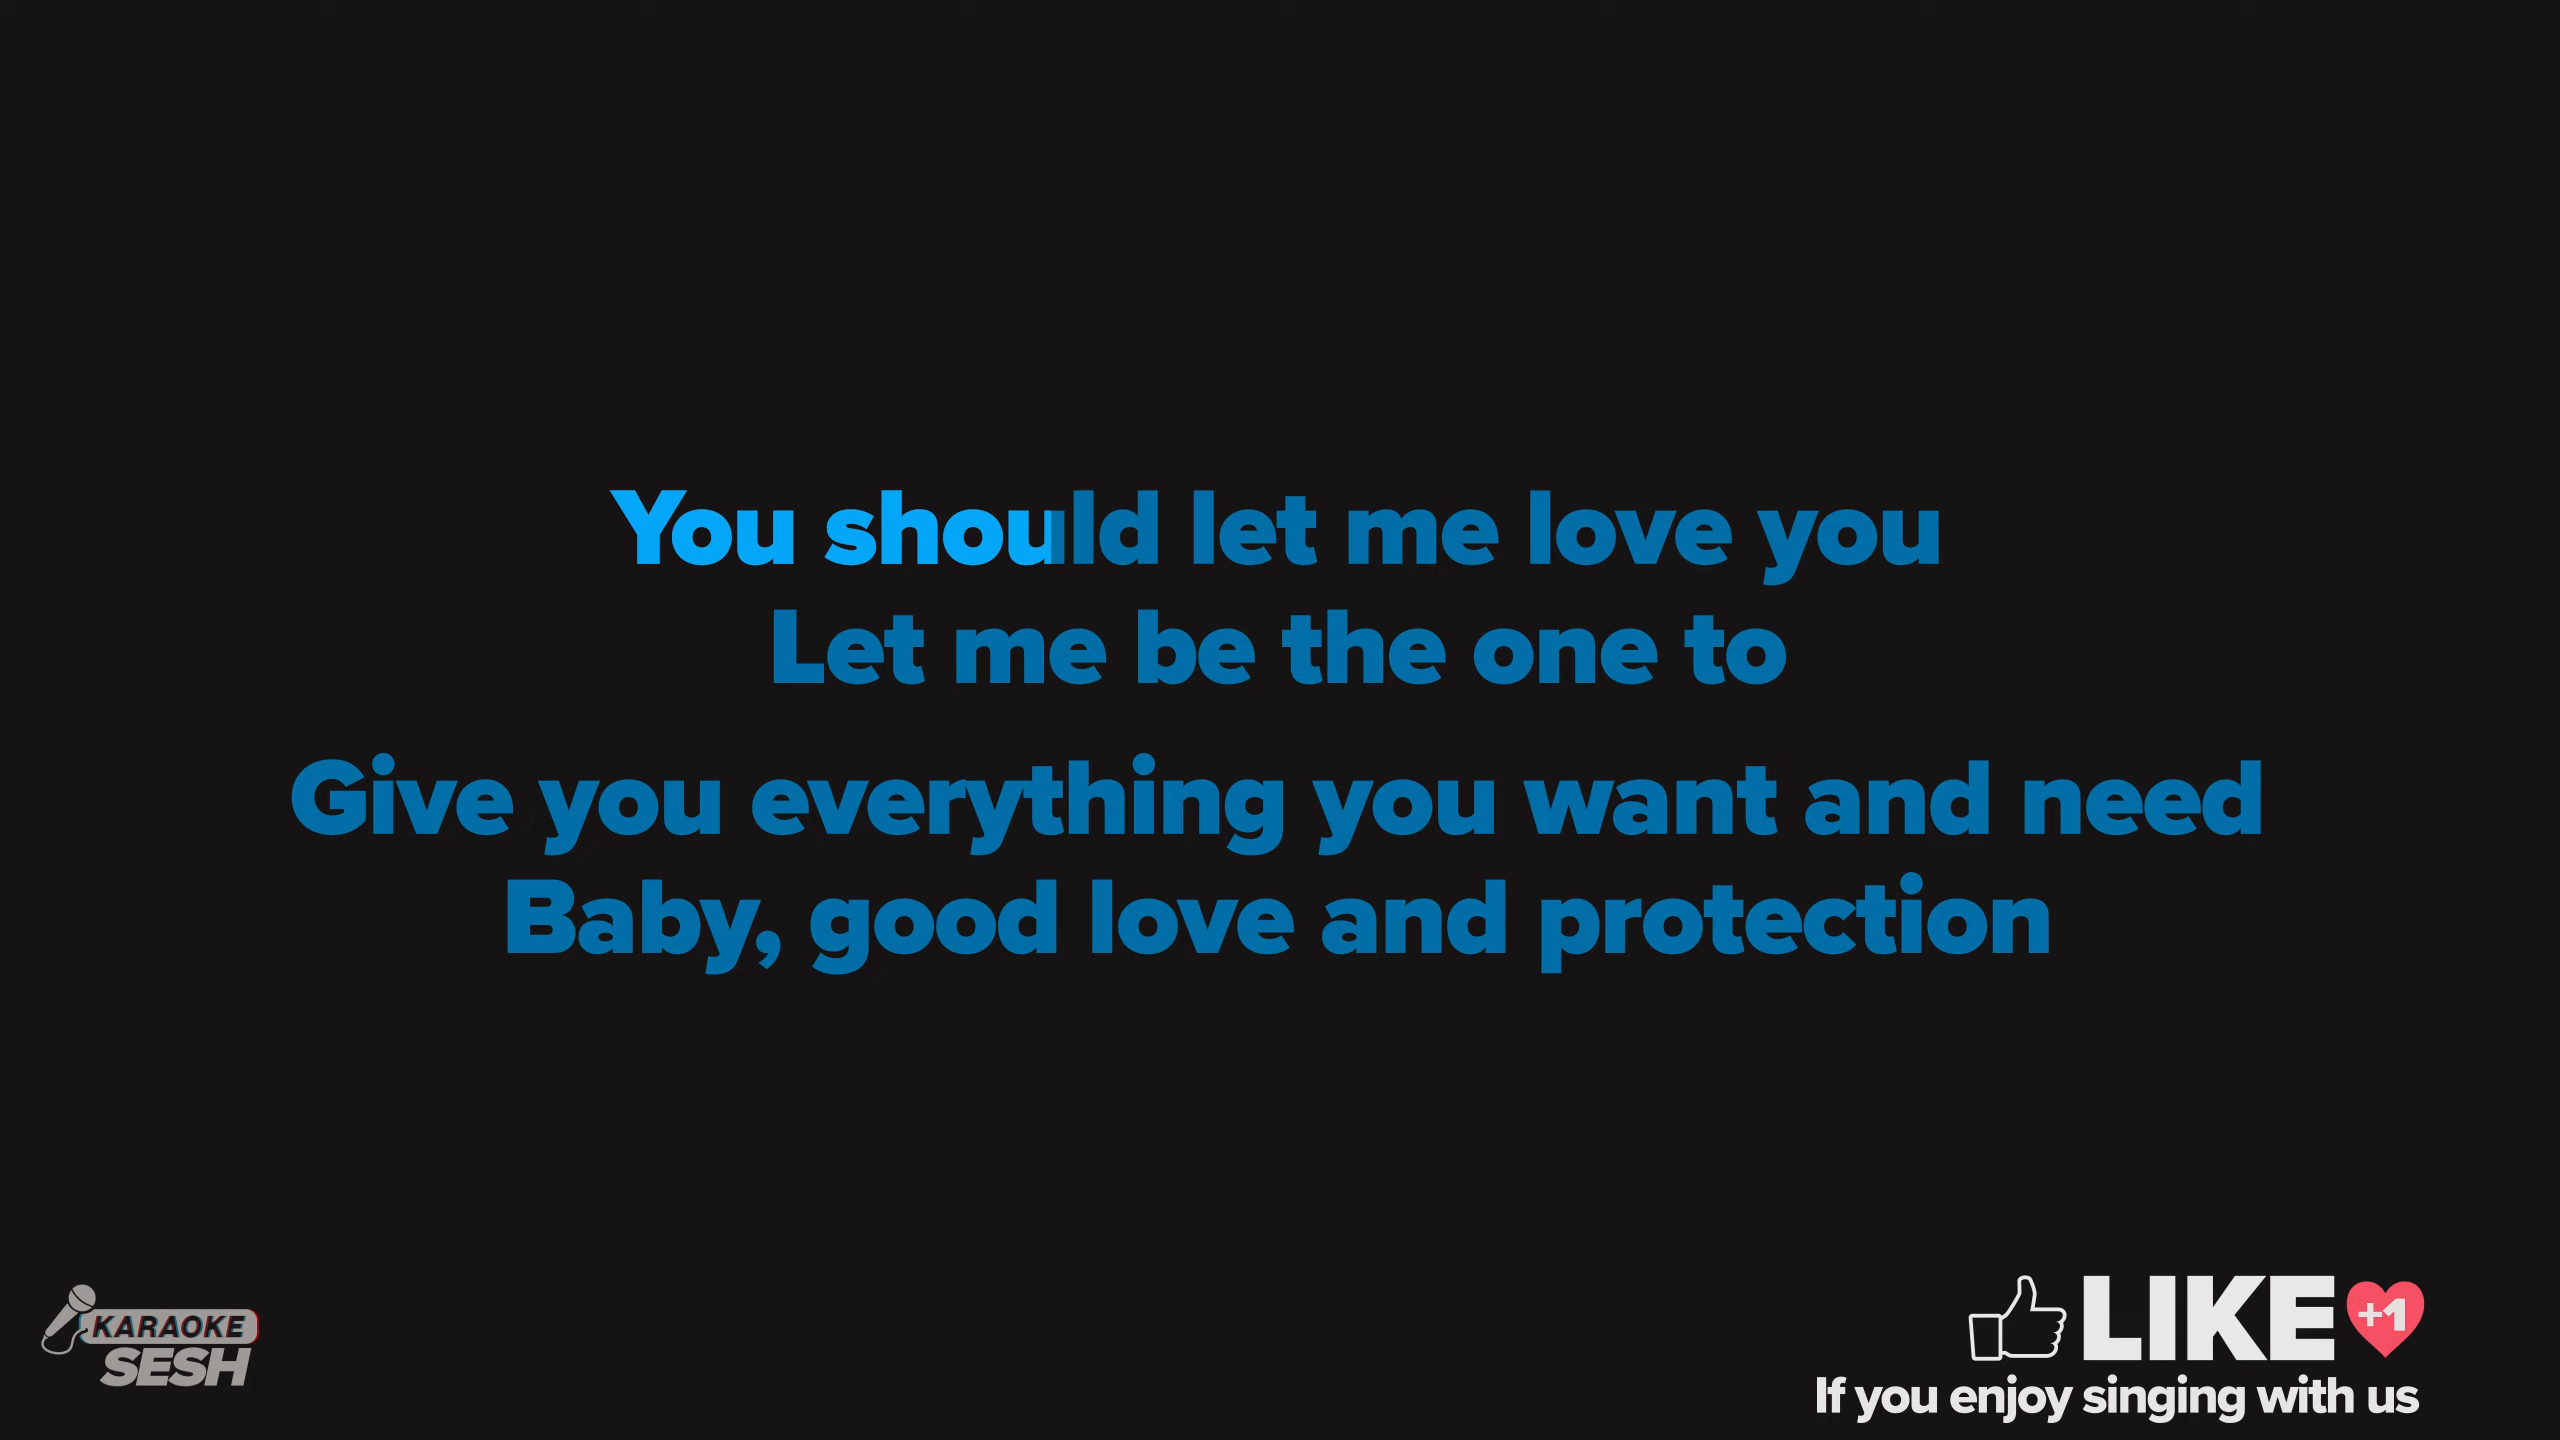 You should let me love you
Let me be the one to
Give you everything you want and need
Baby, good love and protection
KARAOKE
SESH
LIKE +1
If you enjoy singing with us